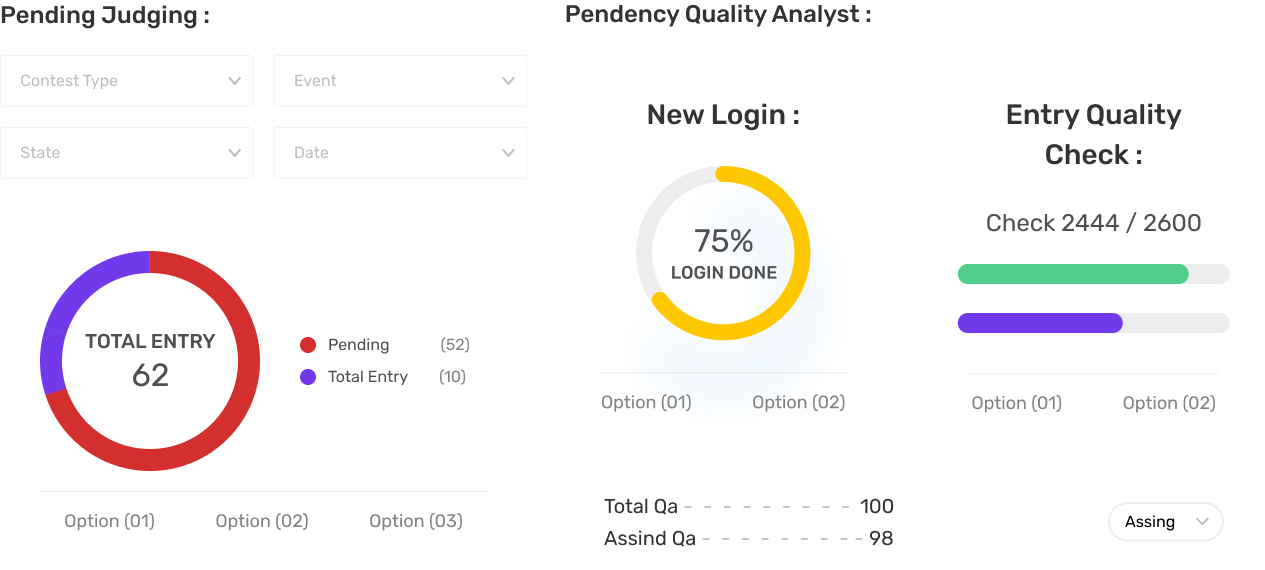 Pending Judging :
Contest Type
Event
State
Date
TOTAL ENTRY
62
Pending (52)
Total Entry (10)
Option (01) Option (02) Option (03)
Pendency Quality Analyst :
New Login :
75%
LOGIN DONE
Option (01) Option (02)
Entry Quality
Check :
Check 2444 / 2600
Option (01) Option (02)
Total Qa - - - - - - - - - 100
Assind Qa - - - - - - - - - 98
Assing